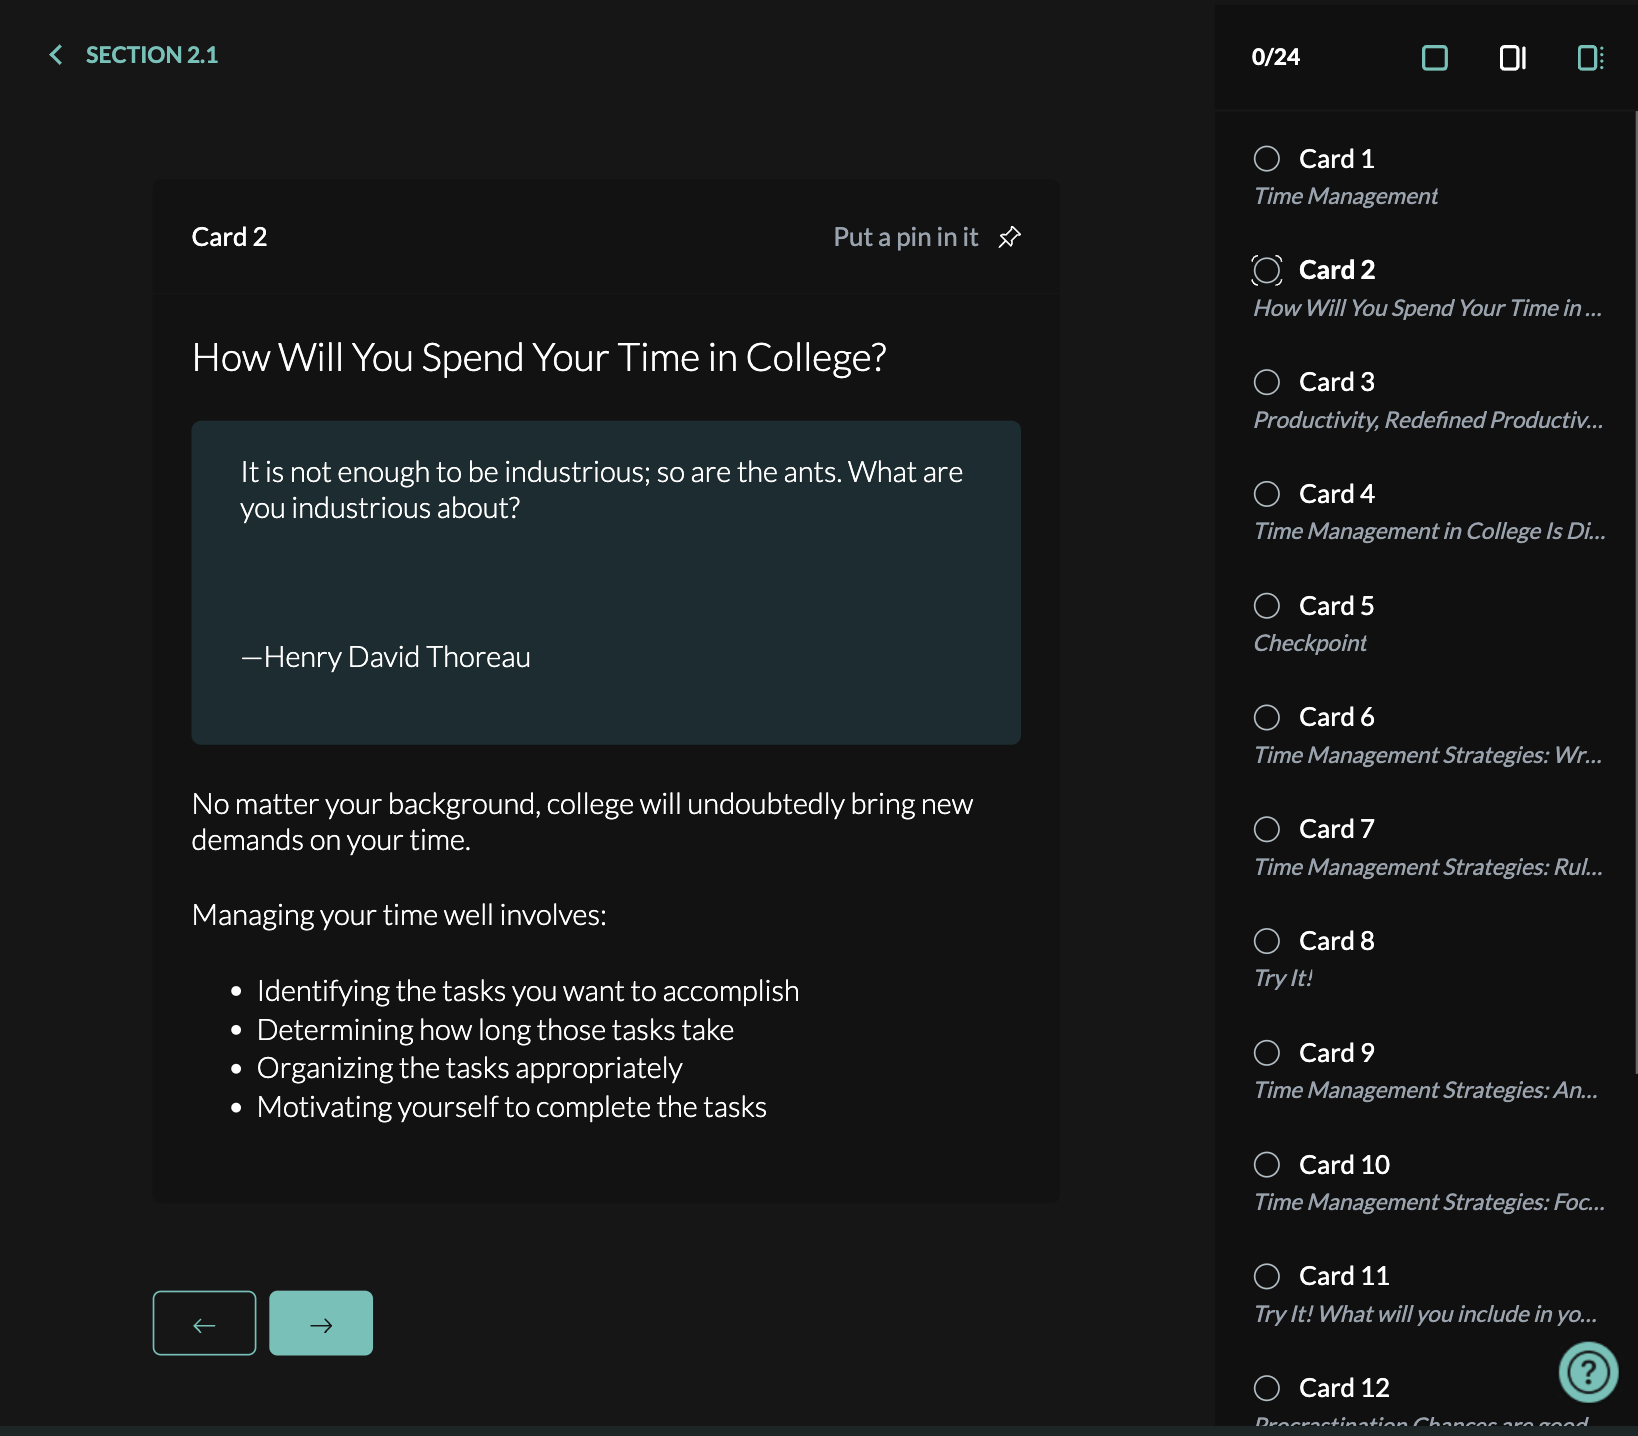 SECTION 2.1
Card 2
Put a pin in it
How Will You Spend Your Time in College?
It is not enough to be industrious; so are the ants. What are
you industrious about?
—Henry David Thoreau
No matter your background, college will undoubtedly bring new
demands on your time.
Managing your time well involves:
• Identifying the tasks you want to accomplish
• Determining how long those tasks take
• Organizing the tasks appropriately
• Motivating yourself to complete the tasks
0/24
Card 1
Time Management
Card 2
How Will You Spend Your Time in ...
Card 3
Productivity, Redefined Productiv...
Card 4
Time Management in College Is Di...
Card 5
Checkpoint
Card 6
Time Management Strategies: Wr...
Card 7
Time Management Strategies: Rul...
Card 8
Try It!
Card 9
Time Management Strategies: An...
Card 10
Time Management Strategies: Foc...
Card 11
Try It! What will you include in yo...
Card 12
Procrastination Chances are good
?